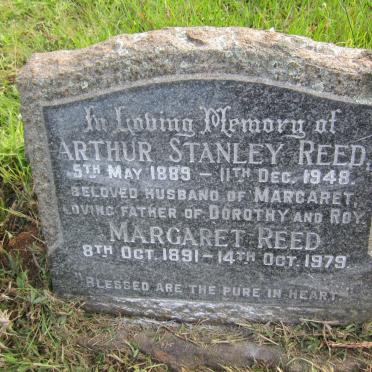 In Loving Memory of
ARTHUR STANLEY REED,
5TH MAY 1889 - 11TH DEC. 1948.
BELOVED HUSBAND OF MARGARET
LOVING FATHER OF DOROTHY AND ROY.
MARGARET REED
8TH OCT. 1891 - 14TH OCT. 1979.
"BLESSED ARE THE PURE IN HEART"